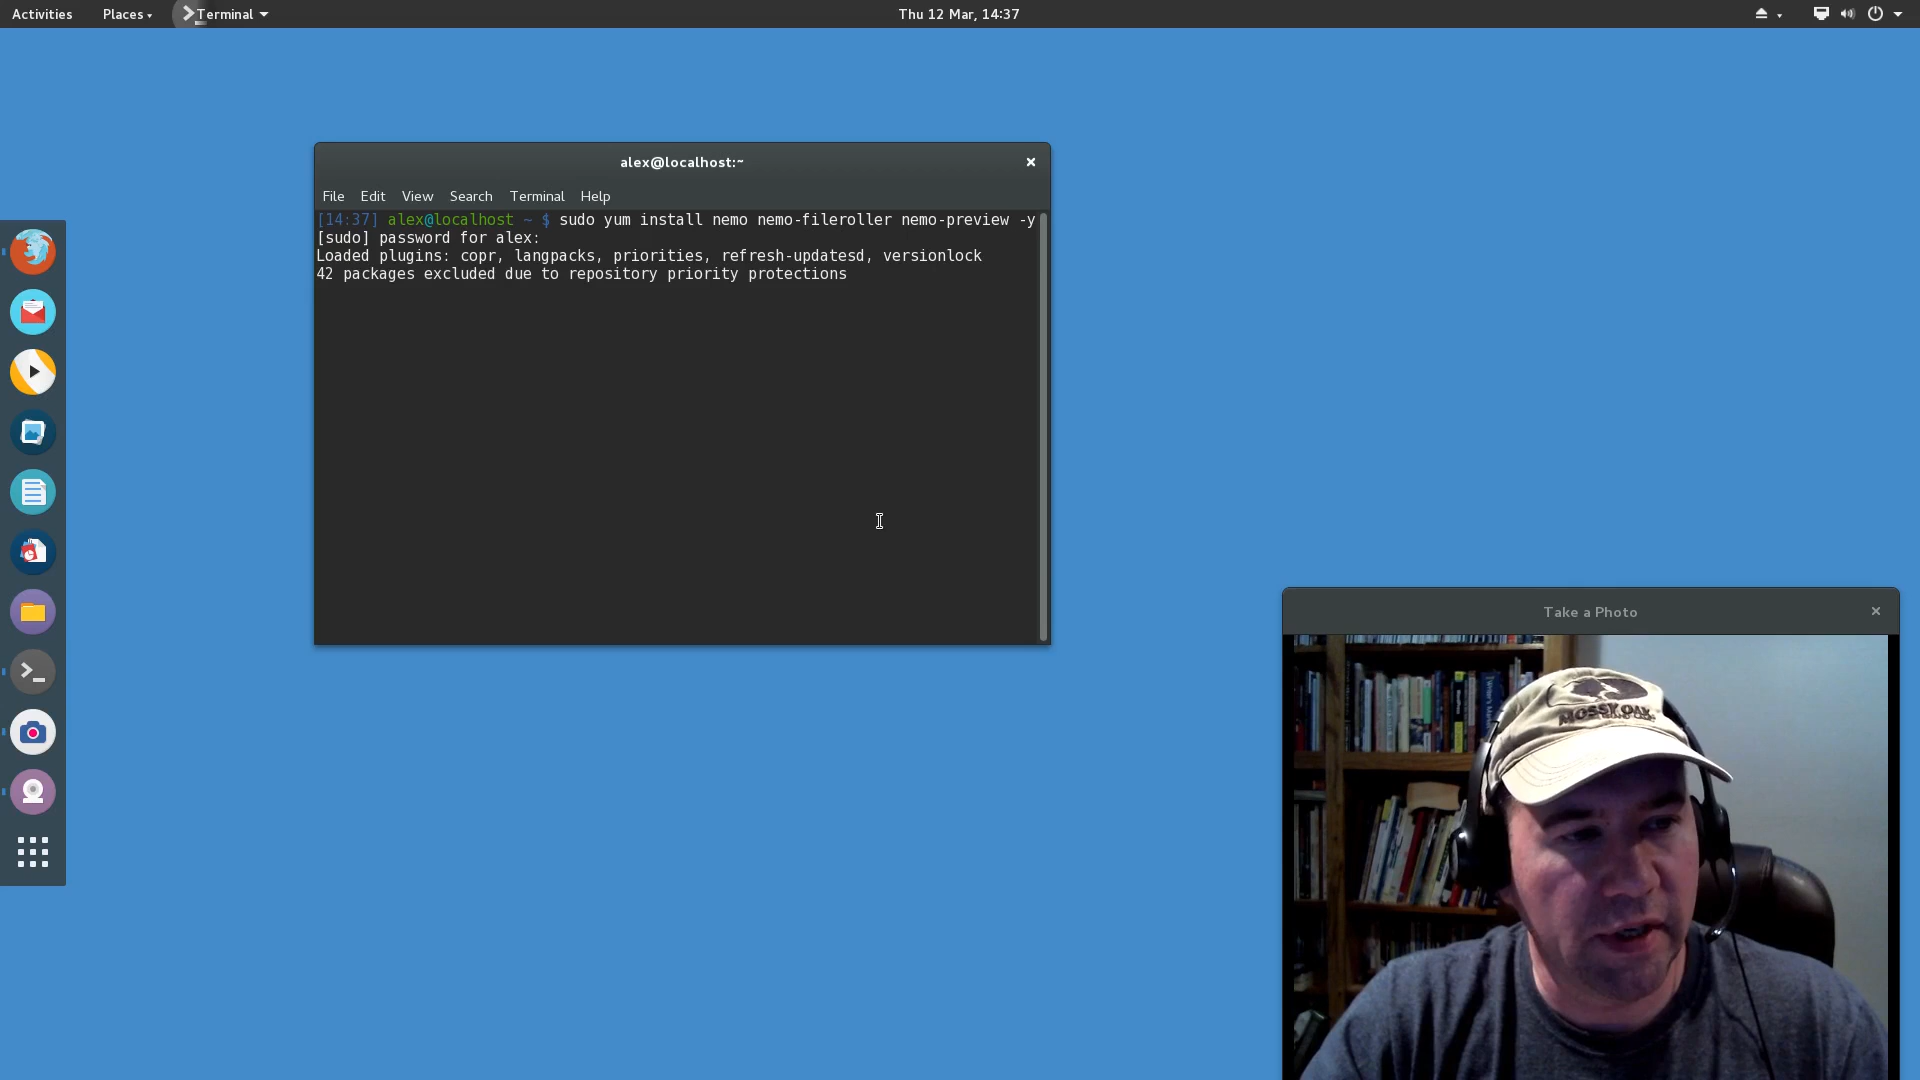 Activities Places Terminal Thu 12 Mar, 14:37
alex@localhost:~
File Edit View Search Terminal Help
[14:37] alex@localhost ~ $ sudo yum install nemo nemo-fileroller nemo-preview -y
[sudo] password for alex:
Loaded plugins: copr, langpacks, priorities, refresh-updatesd, versionlock
42 packages excluded due to repository priority protections
Take a Photo
MOSSY OAK